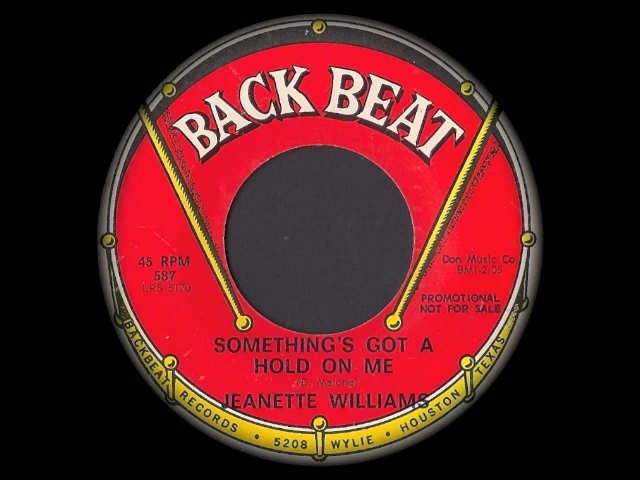 BACK BEAT
45 RPM
587
LRS 8170
Don Music Co.
BMI-2:05
PROMOTIONAL
NOT FOR SALE
SOMETHING'S GOT A
HOLD ON ME
(D. Malone)
JEANETTE WILLIAMS
BACKBEAT RECORDS • 5208 WYLIE • HOUSTON TEXAS